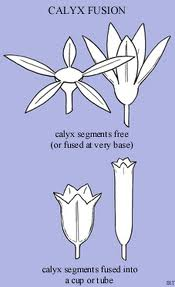 CALYX FUSION
calyx segments free
(or fused at very base)
calyx segments fused into
a cup or tube